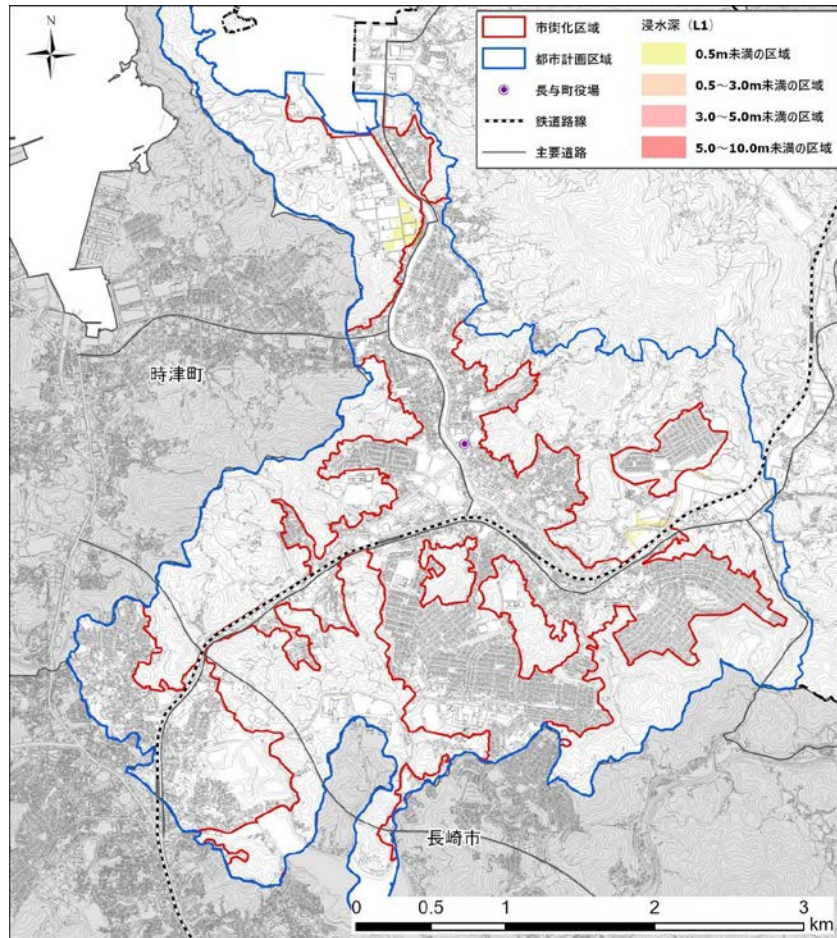 N
市街化区域
都市計画区域
長与町役場
鉄道路線
主要道路
浸水深（L1）
0.5m未満の区域
0.5～3.0m未満の区域
3.0～5.0m未満の区域
5.0～10.0m未満の区域
時津町
長崎市
0 0.5 1 2 3
km